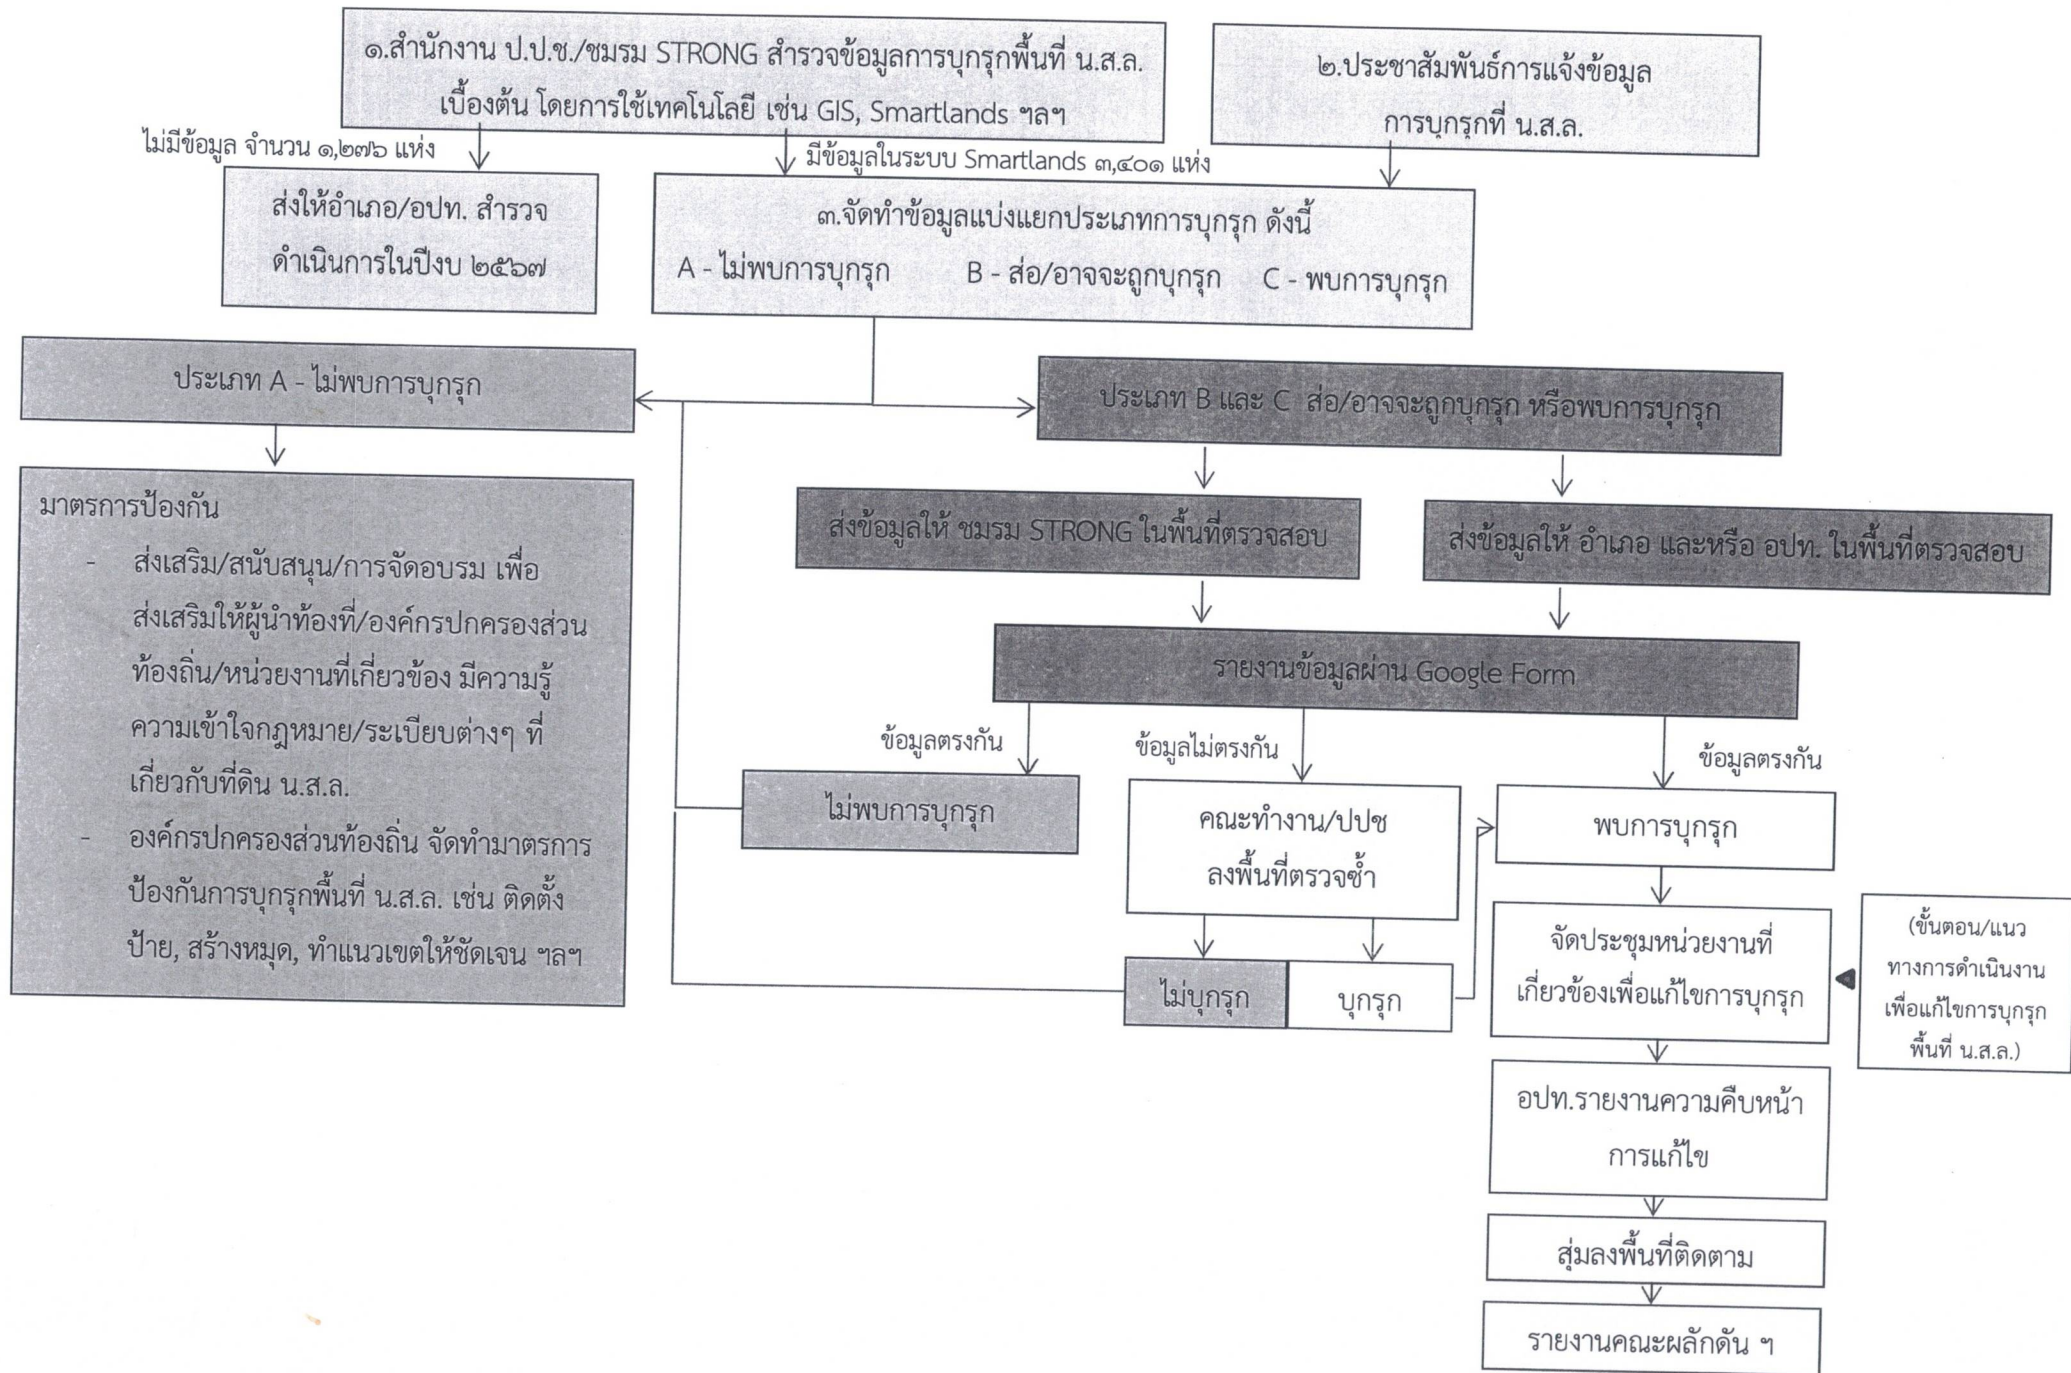 ๑.สำนักงาน ป.ป.ช./ชมรม STRONG สำรวจข้อมูลการบุกรุกพื้นที่ น.ส.ล.
เบื้องต้น โดยการใช้เทคโนโลยี เช่น GIS, Smartlands ฯลฯ
๒.ประชาสัมพันธ์การแจ้งข้อมูล
การบุกรุกที่ น.ส.ล.
ไม่มีข้อมูล จำนวน ๑,๒๗๖ แห่ง
มีข้อมูลในระบบ Smartlands ๓,๔๐๑ แห่ง
ส่งให้อำเภอ/อปท. สำรวจ
ดำเนินการในปีงบ ๒๕๖๗
๓.จัดทำข้อมูลแบ่งแยกประเภทการบุกรุก ดังนี้
A - ไม่พบการบุกรุก B - ส่อ/อาจจะถูกบุกรุก C - พบการบุกรุก
ประเภท A - ไม่พบการบุกรุก
ประเภท B และ C ส่อ/อาจจะถูกบุกรุก หรือพบการบุกรุก
มาตรการป้องกัน
- ส่งเสริม/สนับสนุน/การจัดอบรม เพื่อ
ส่งเสริมให้ผู้นำท้องที่/องค์กรปกครองส่วน
ท้องถิ่น/หน่วยงานที่เกี่ยวข้อง มีความรู้
ความเข้าใจกฎหมาย/ระเบียบต่างๆ ที่
เกี่ยวกับที่ดิน น.ส.ล.
- องค์กรปกครองส่วนท้องถิ่น จัดทำมาตรการ
ป้องกันการบุกรุกพื้นที่ น.ส.ล. เช่น ติดตั้ง
ป้าย, สร้างหมุด, ทำแนวเขตให้ชัดเจน ฯลฯ
ส่งข้อมูลให้ ชมรม STRONG ในพื้นที่ตรวจสอบ
ส่งข้อมูลให้ อำเภอ และหรือ อปท. ในพื้นที่ตรวจสอบ
รายงานข้อมูลผ่าน Google Form
ข้อมูลตรงกัน
ข้อมูลไม่ตรงกัน
ข้อมูลตรงกัน
ไม่พบการบุกรุก
คณะทำงาน/ปปช
ลงพื้นที่ตรวจซ้ำ
พบการบุกรุก
ไม่บุกรุก
บุกรุก
จัดประชุมหน่วยงานที่
เกี่ยวข้องเพื่อแก้ไขการบุกรุก
(ขั้นตอน/แนว
ทางการดำเนินงาน
เพื่อแก้ไขการบุกรุก
พื้นที่ น.ส.ล.)
อปท.รายงานความคืบหน้า
การแก้ไข
สุ่มลงพื้นที่ติดตาม
รายงานคณะผลักดัน ฯ